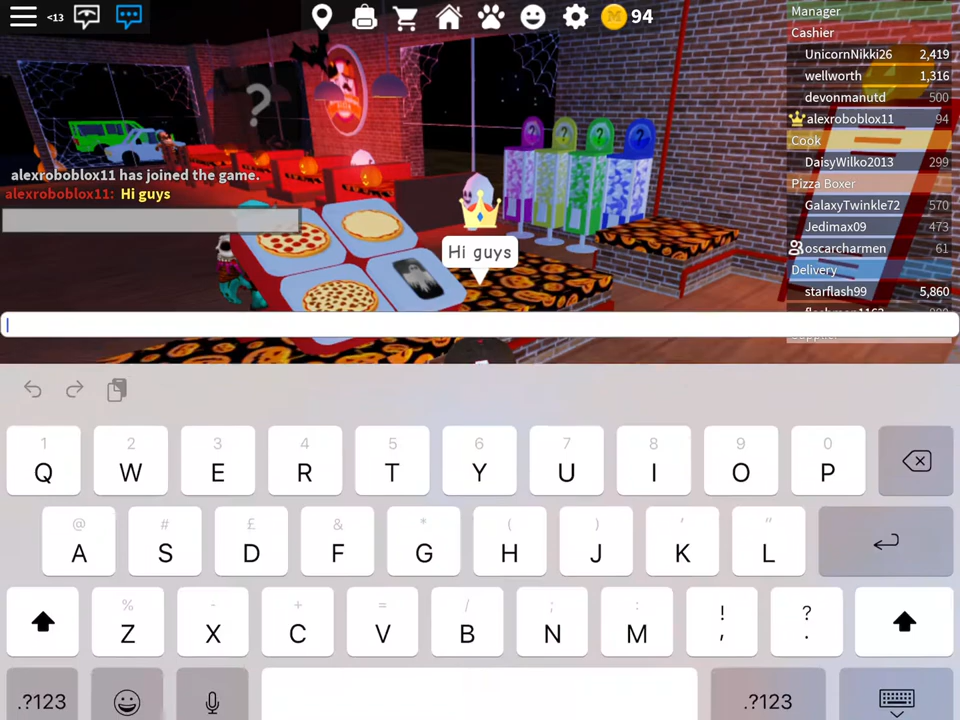 <13
94
Manager
Cashier
UnicornNikki26 2,419
wellworth 1,316
devonmanutd 500
alexroboblox11 94
Cook
DaisyWilko2013 299
Pizza Boxer
GalaxyTwinkle72 570
Jedimax09 473
oscarcharmen 61
Delivery
starflash99 5,860
alexroboblox11 has joined the game.
alexroboblox11: Hi guys
Hi guys
? ? ? ?
?
1 2 3 4 5 6 7 8 9 0
Q W E R T Y U I O P
@ # £ & * ( ) ' "
A S D F G H J K L
% - + = / ; : ! ?
Z X C V B N M , .
.?123 .?123